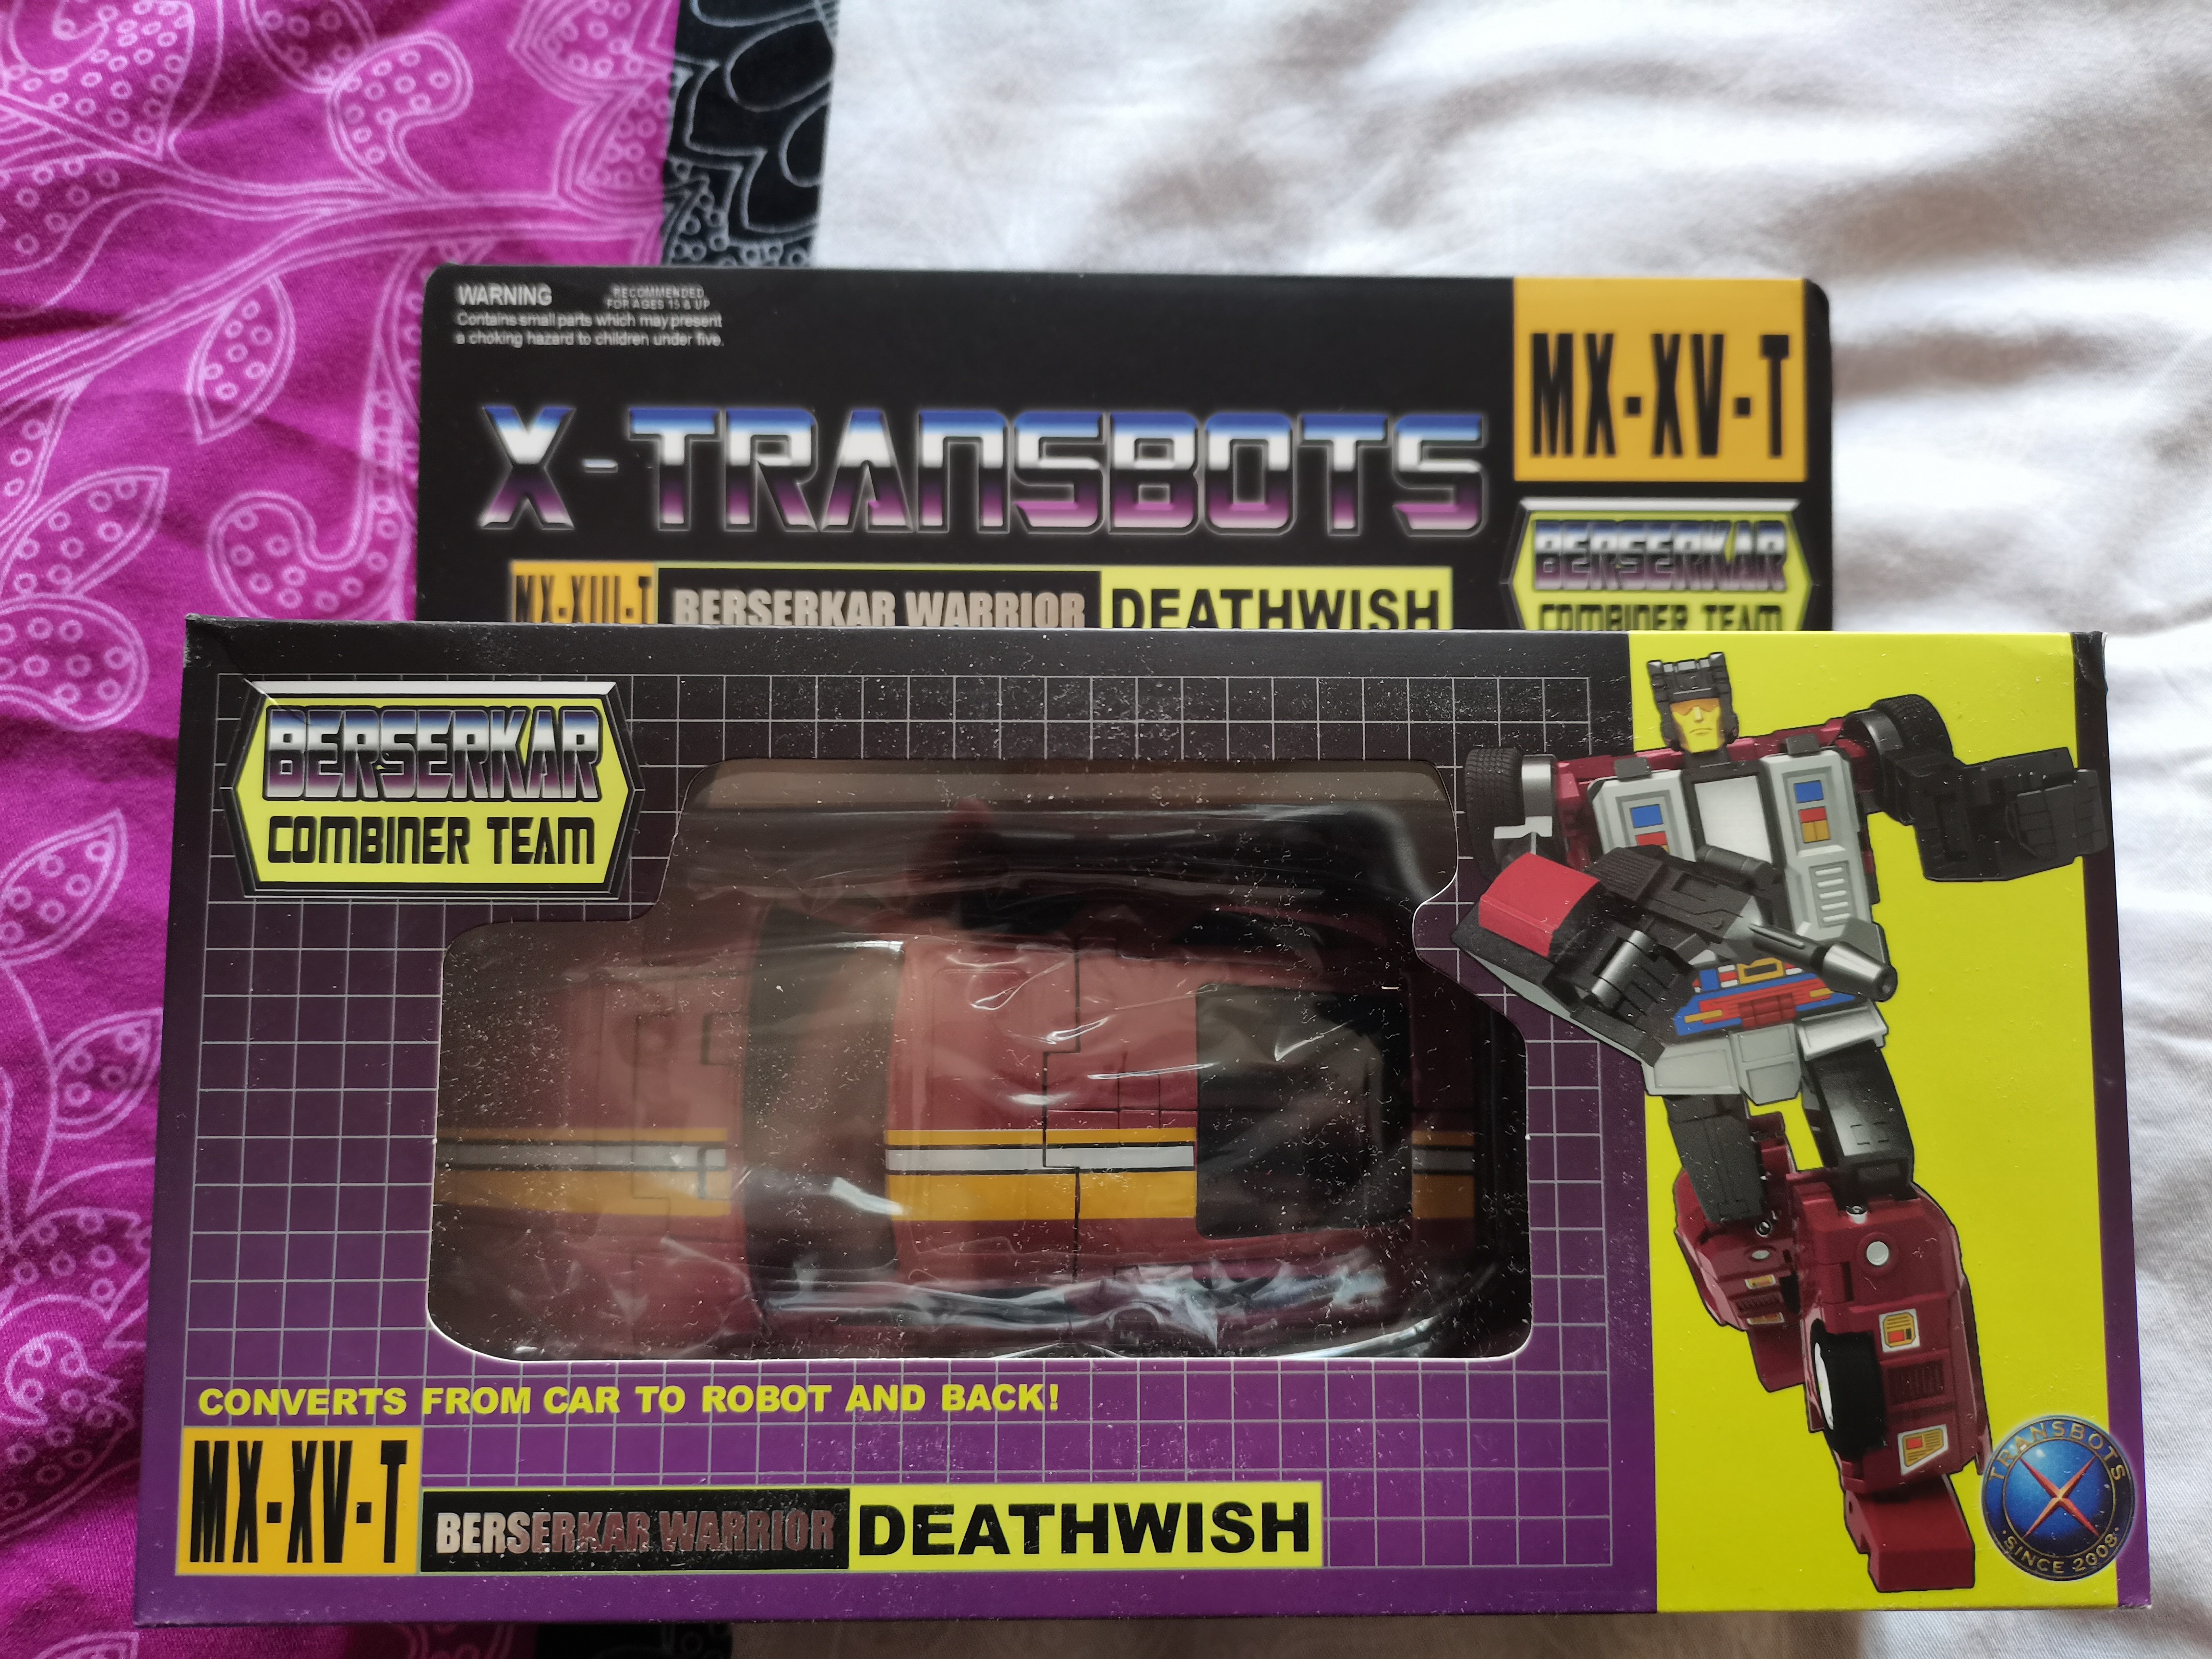 WARNING
RECOMMENDED
FOR AGES 15 & UP
Contains small parts which may present
a choking hazard to children under five.
MX-XV-T
X-TRANSBOTS
BERSERKAR
COMBINER TEAM
MX-XIII-T
BERSERKAR WARRIOR
DEATHWISH
BERSERKAR
COMBINER TEAM
CONVERTS FROM CAR TO ROBOT AND BACK!
MX-XV-T
BERSERKAR WARRIOR
DEATHWISH
TRANSBOTS
X
SINCE 2008